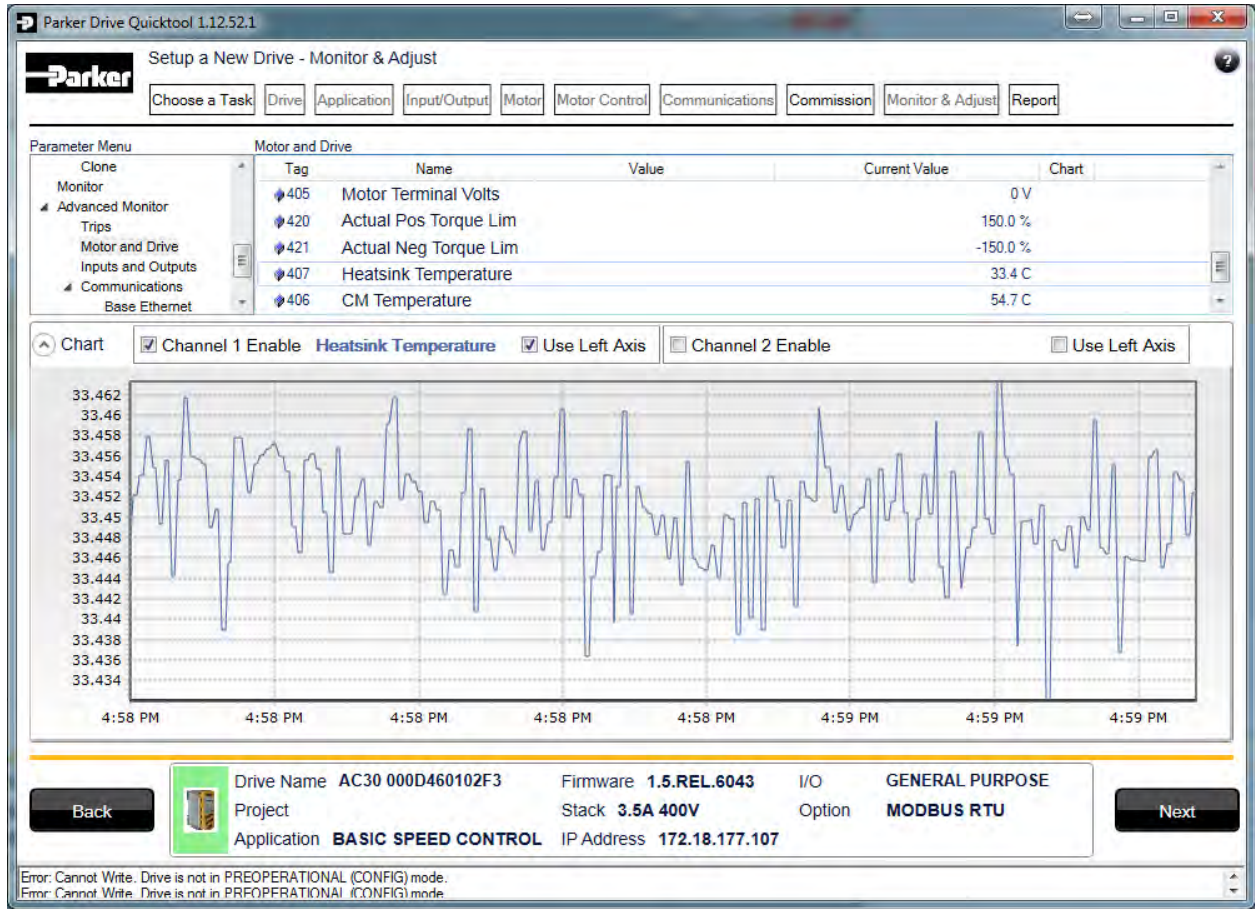 Parker Drive Quicktool 1.12.52.1
Parker
Setup a New Drive - Monitor & Adjust
?
Choose a Task Drive Application Input/Output Motor Motor Control Communications Commission Monitor & Adjust Report
Parameter Menu
Clone
Monitor
Advanced Monitor
Trips
Motor and Drive
Inputs and Outputs
Communications
Base Ethernet
Motor and Drive
Tag Name Value Current Value Chart
405 Motor Terminal Volts 0 V
420 Actual Pos Torque Lim 150.0 %
421 Actual Neg Torque Lim -150.0 %
407 Heatsink Temperature 33.4 C
406 CM Temperature 54.7 C
Chart Channel 1 Enable Heatsink Temperature Use Left Axis Channel 2 Enable Use Left Axis
33.462
33.46
33.458
33.456
33.454
33.452
33.45
33.448
33.446
33.444
33.442
33.44
33.438
33.436
33.434
4:58 PM 4:58 PM 4:58 PM 4:58 PM 4:58 PM 4:59 PM 4:59 PM 4:59 PM
Back
Drive Name AC30 000D460102F3 Firmware 1.5.REL.6043 I/O GENERAL PURPOSE
Project Stack 3.5A 400V Option MODBUS RTU
Application BASIC SPEED CONTROL IP Address 172.18.177.107
Next
Error: Cannot Write. Drive is not in PREOPERATIONAL (CONFIG) mode.
Error: Cannot Write. Drive is not in PREOPERATIONAL (CONFIG) mode.